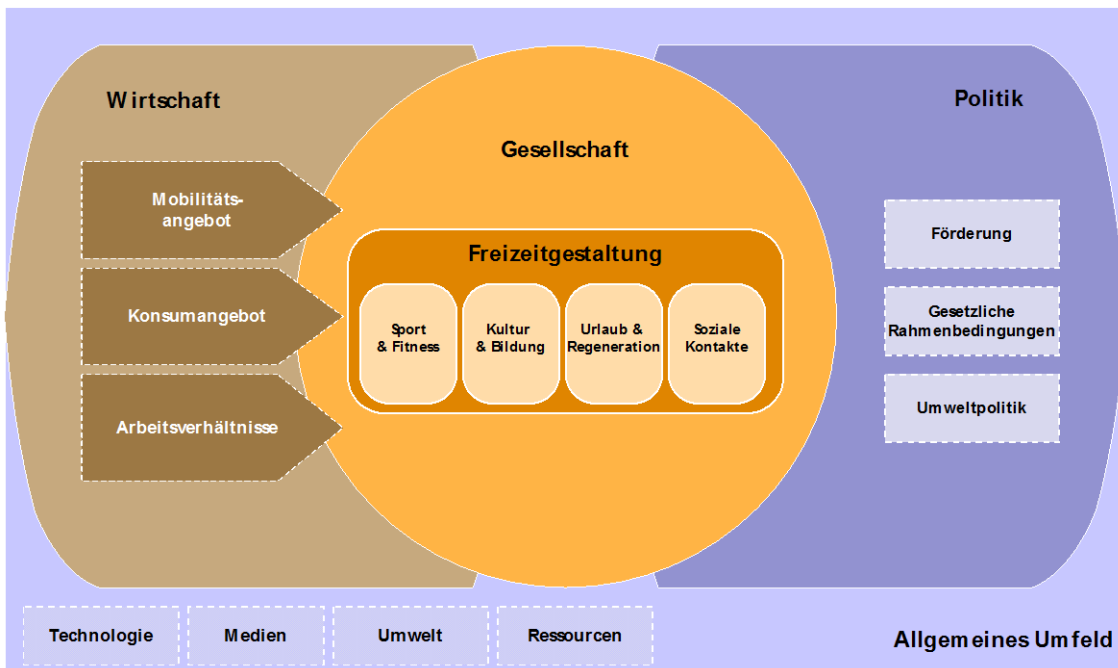 Wirtschaft
Mobilitäts-
angebot
Konsumangebot
Arbeitsverhältnisse
Gesellschaft
Freizeitgestaltung
Sport
& Fitness
Kultur
& Bildung
Urlaub &
Regeneration
Soziale
Kontakte
Politik
Förderung
Gesetzliche
Rahmenbedingungen
Umweltpolitik
Technologie
Medien
Umwelt
Ressourcen
Allgemeines Umfeld